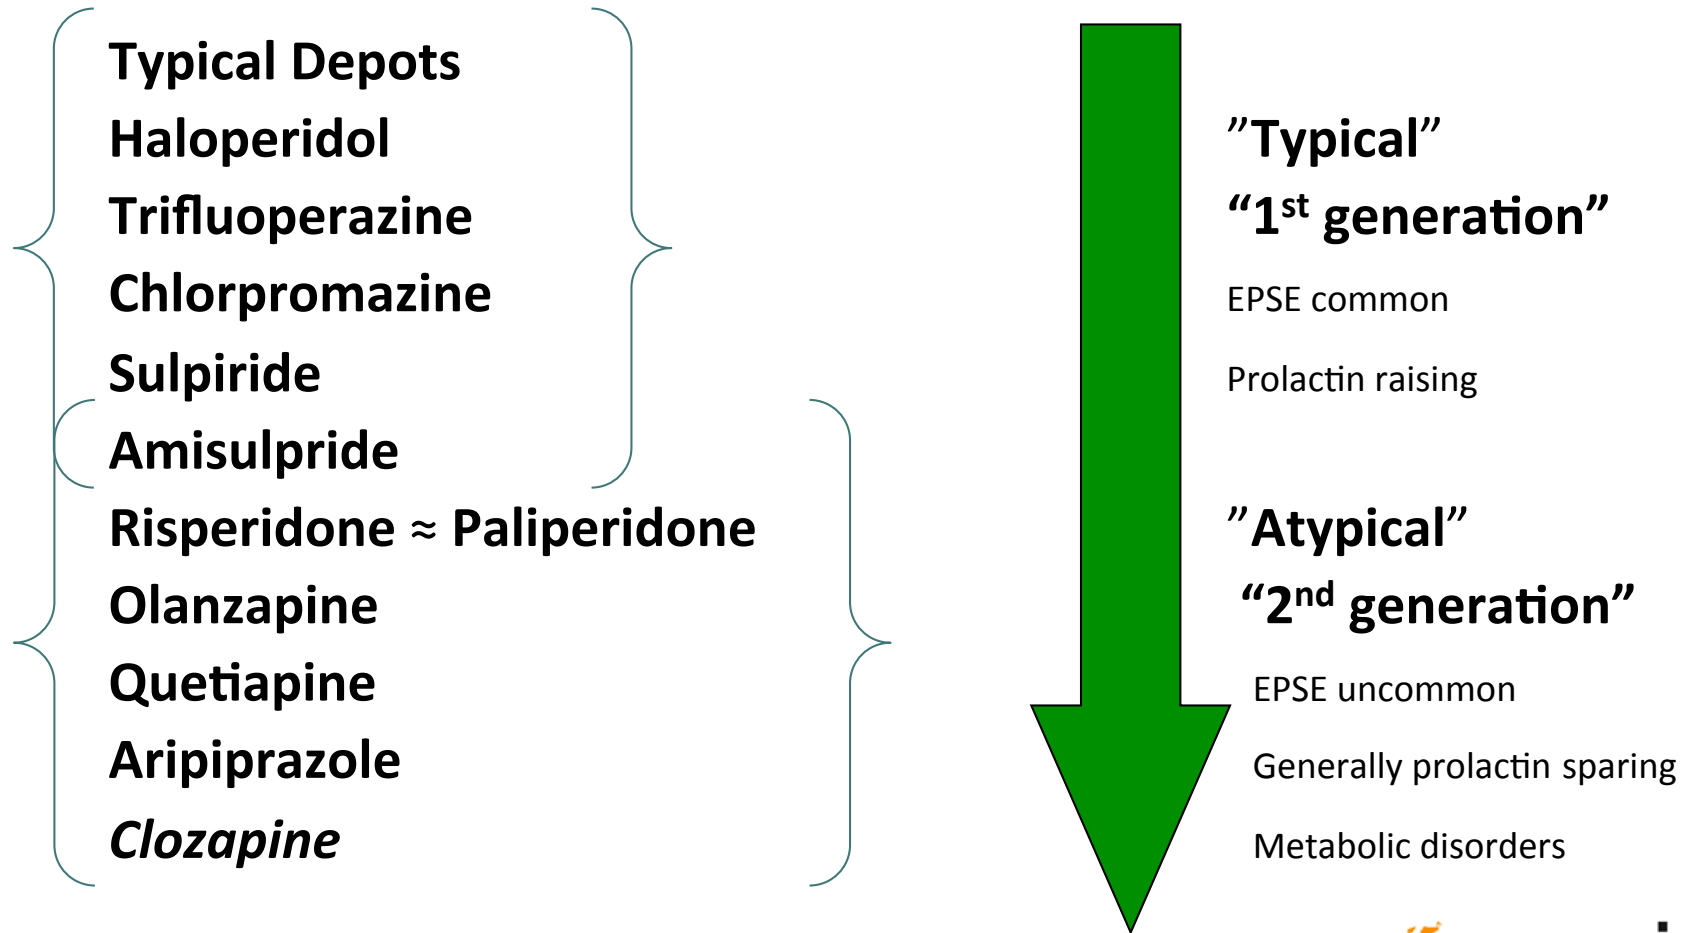 Typical Depots
Haloperidol
Trifluoperazine
Chlorpromazine
Sulpiride
Amisulpride
Risperidone ≈ Paliperidone
Olanzapine
Quetiapine
Aripiprazole
Clozapine
”Typical”
“1st generation”
EPSE common
Prolactin raising
”Atypical”
“2nd generation”
EPSE uncommon
Generally prolactin sparing
Metabolic disorders